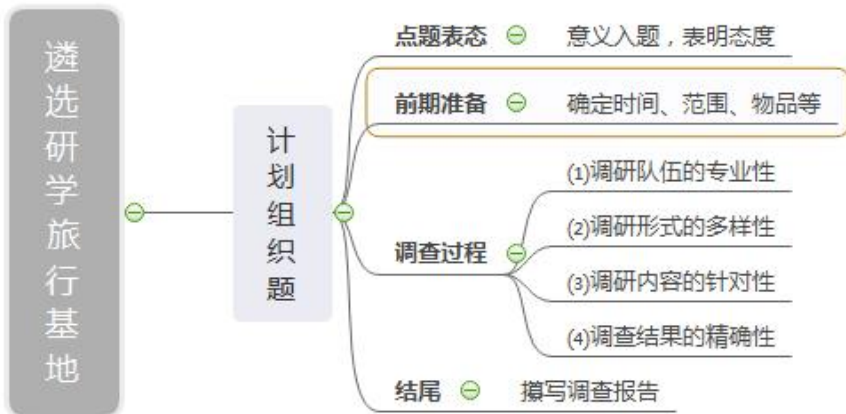 遴选研学旅行基地
计划组织题
点题表态
意义入题，表明态度
前期准备
确定时间、范围、物品等
调查过程
(1)调研队伍的专业性
(2)调研形式的多样性
(3)调研内容的针对性
(4)调查结果的精确性
结尾
撰写调查报告